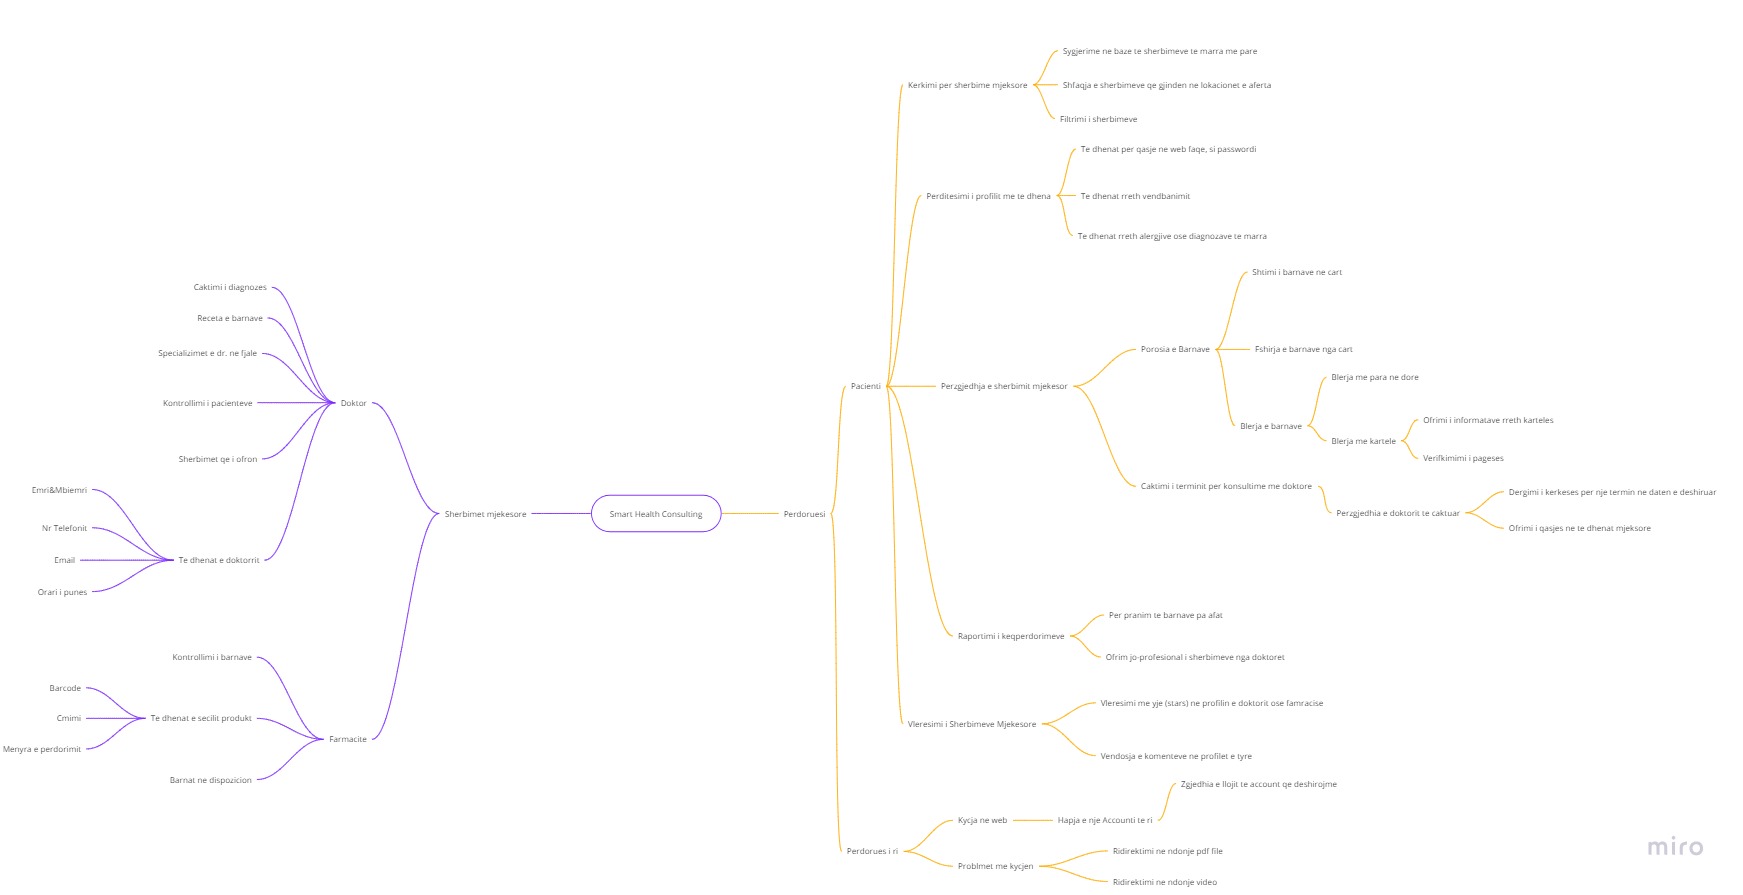 Smart Health Consulting
Sherbimet mjekesore
Doktor
Caktimi i diagnozes
Receta e barnave
Specializimet e dr. ne fjale
Kontrollimi i pacienteve
Sherbimet qe i ofron
Te dhenat e doktorrit
Emri&Mbiemri
Nr Telefonit
Email
Orari i punes
Farmacite
Kontrollimi i barnave
Te dhenat e secilit produkt
Barcode
Cmimi
Menyra e perdorimit
Barnat ne dispozicion
Perdoruesi
Pacienti
Kerkimi per sherbime mjeksore
Sygjerime ne baze te sherbimeve te marra me pare
Shfaqja e sherbimeve qe gjinden ne lokacionet e aferta
Filtrimi i sherbimeve
Perditesimi i profilit me te dhena
Te dhenat per qasje ne web faqe, si passwordi
Te dhenat rreth vendbanimit
Te dhenat rreth alergjive ose diagnozave te marra
Perzgjedhja e sherbimit mjekesor
Porosia e Barnave
Shtimi i barnave ne cart
Fshirja e barnave nga cart
Blerja e barnave
Blerja me para ne dore
Blerja me kartele
Ofrimi i informatave rreth karteles
Verifkimimi i pageses
Caktimi i terminit per konsultime me doktore
Perzgjedhia e doktorit te caktuar
Dergimi i kerkeses per nje termin ne daten e deshiruar
Ofrimi i qasjes ne te dhenat mjeksore
Raportimi i keqperdorimeve
Per pranim te barnave pa afat
Ofrim jo-profesional i sherbimeve nga doktoret
Vleresimi i Sherbimeve Mjekesore
Vleresimi me yje (stars) ne profilin e doktorit ose famracise
Vendosja e komenteve ne profilet e tyre
Perdorues i ri
Kycja ne web
Hapja e nje Accounti te ri
Zgjedhia e llojit te account qe deshirojme
Problmet me kycjen
Ridirektimi ne ndonje pdf file
Ridirektimi ne ndonje video
miro